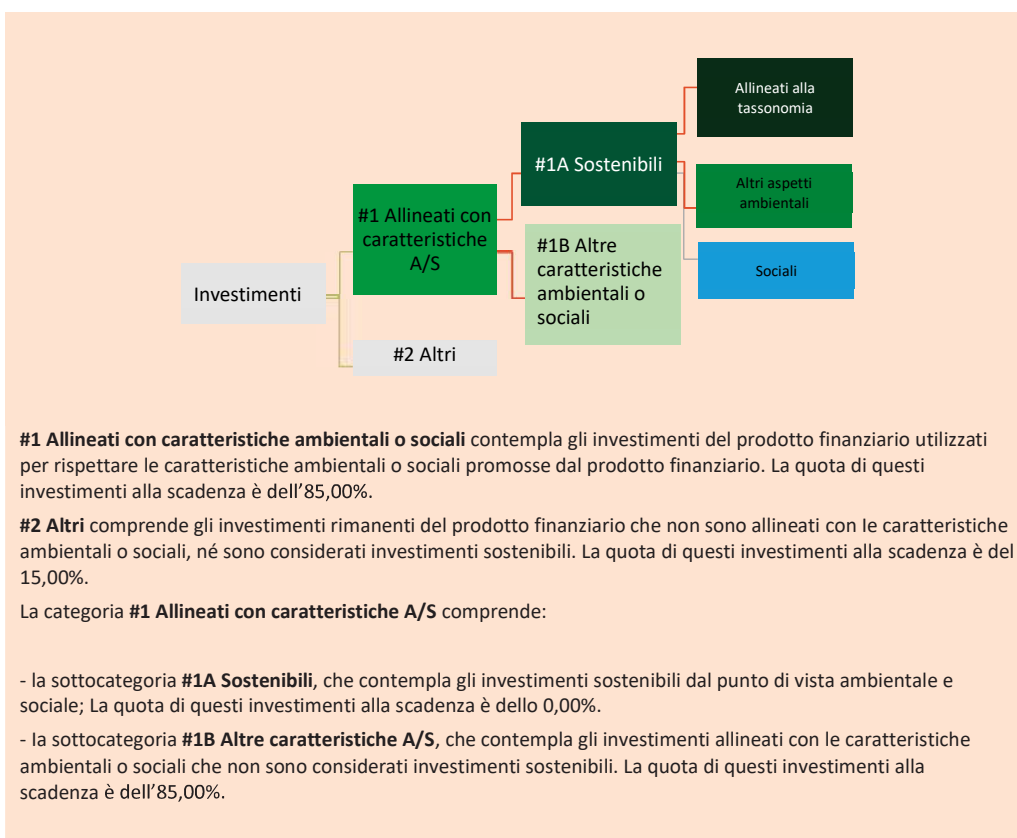 Allineati alla
tassonomia
#1A Sostenibili
Altri aspetti
ambientali
#1 Allineati con
caratteristiche
A/S
#1B Altre
caratteristiche
ambientali o
sociali
Sociali
Investimenti
#2 Altri
#1 Allineati con caratteristiche ambientali o sociali contempla gli investimenti del prodotto finanziario utilizzati
per rispettare le caratteristiche ambientali o sociali promosse dal prodotto finanziario. La quota di questi
investimenti alla scadenza è dell'85,00%.
#2 Altri comprende gli investimenti rimanenti del prodotto finanziario che non sono allineati con Ie caratteristiche
ambientali o sociali, né sono considerati investimenti sostenibili. La quota di questi investimenti alla scadenza è del
15,00%.
La categoria #1 Allineati con caratteristiche A/S comprende:
- la sottocategoria #1A Sostenibili, che contempla gli investimenti sostenibili dal punto di vista ambientale e
sociale; La quota di questi investimenti alla scadenza è dello 0,00%.
- Ia sottocategoria #1B Altre caratteristiche A/S, che contempla gli investimenti allineati con le caratteristiche
ambientali o sociali che non sono considerati investimenti sostenibili. La quota di questi investimenti alla
scadenza è dell'85,00%.